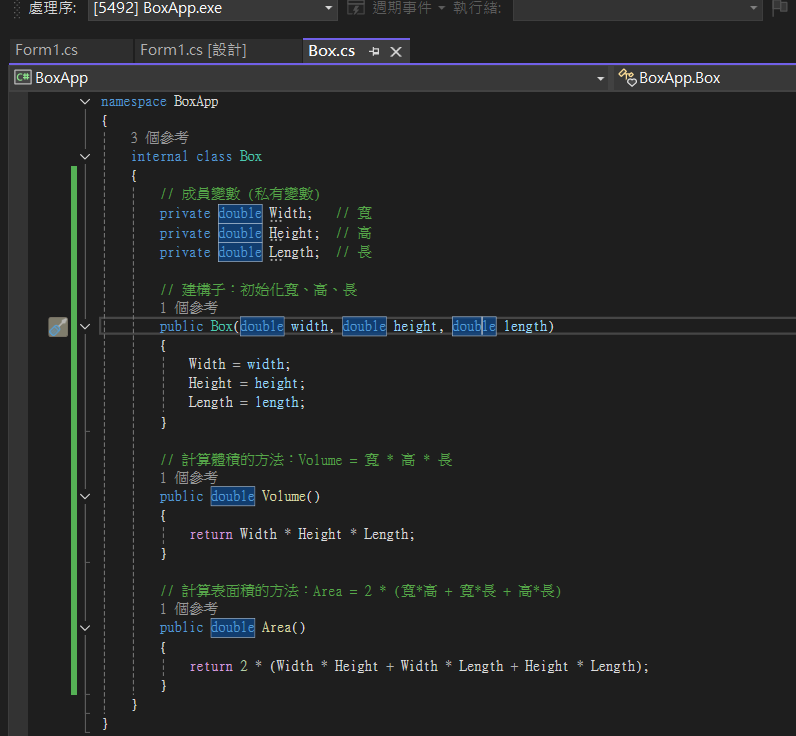 處理序: [5492] BoxApp.exe 週期事件 執行緒:
Form1.cs Form1.cs [設計] Box.cs
C# BoxApp BoxApp.Box
namespace BoxApp
{
3 個參考
internal class Box
{
// 成員變數 (私有變數)
private double Width; // 寬
private double Height; // 高
private double Length; // 長
// 建構子：初始化寬、高、長
1 個參考
public Box(double width, double height, double length)
{
Width = width;
Height = height;
Length = length;
}
// 計算體積的方法：Volume = 寬 * 高 * 長
1 個參考
public double Volume()
{
return Width * Height * Length;
}
// 計算表面積的方法：Area = 2 * (寬*高 + 寬*長 + 高*長)
1 個參考
public double Area()
{
return 2 * (Width * Height + Width * Length + Height * Length);
}
}
}